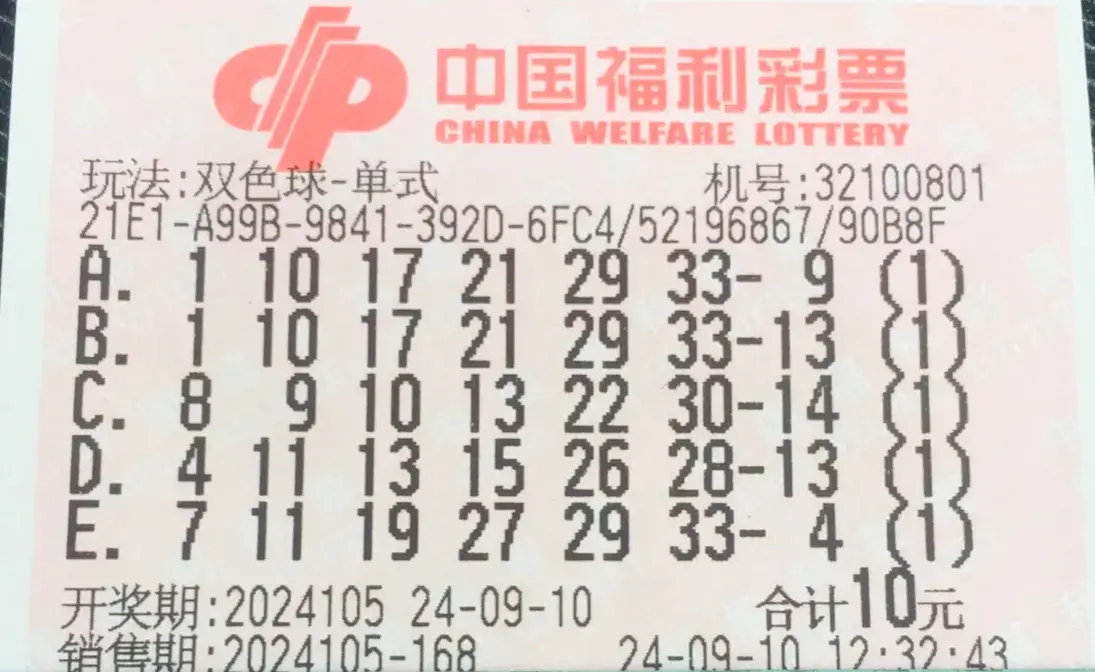 中国福利彩票
CHINA WELFARE LOTTERY
玩法:双色球-单式 机号:32100801
21E1-A99B-9841-392D-6FC4/52196867/90B8F
A. 1 10 17 21 29 33- 9 (1)
B. 1 10 17 21 29 33-13 (1)
C. 8 9 10 13 22 30-14 (1)
D. 4 11 13 15 26 28-13 (1)
E. 7 11 19 27 29 33- 4 (1)
开奖期:2024105 24-09-10 合计10元
销售期:2024105-168 24-09-10 12:32:43